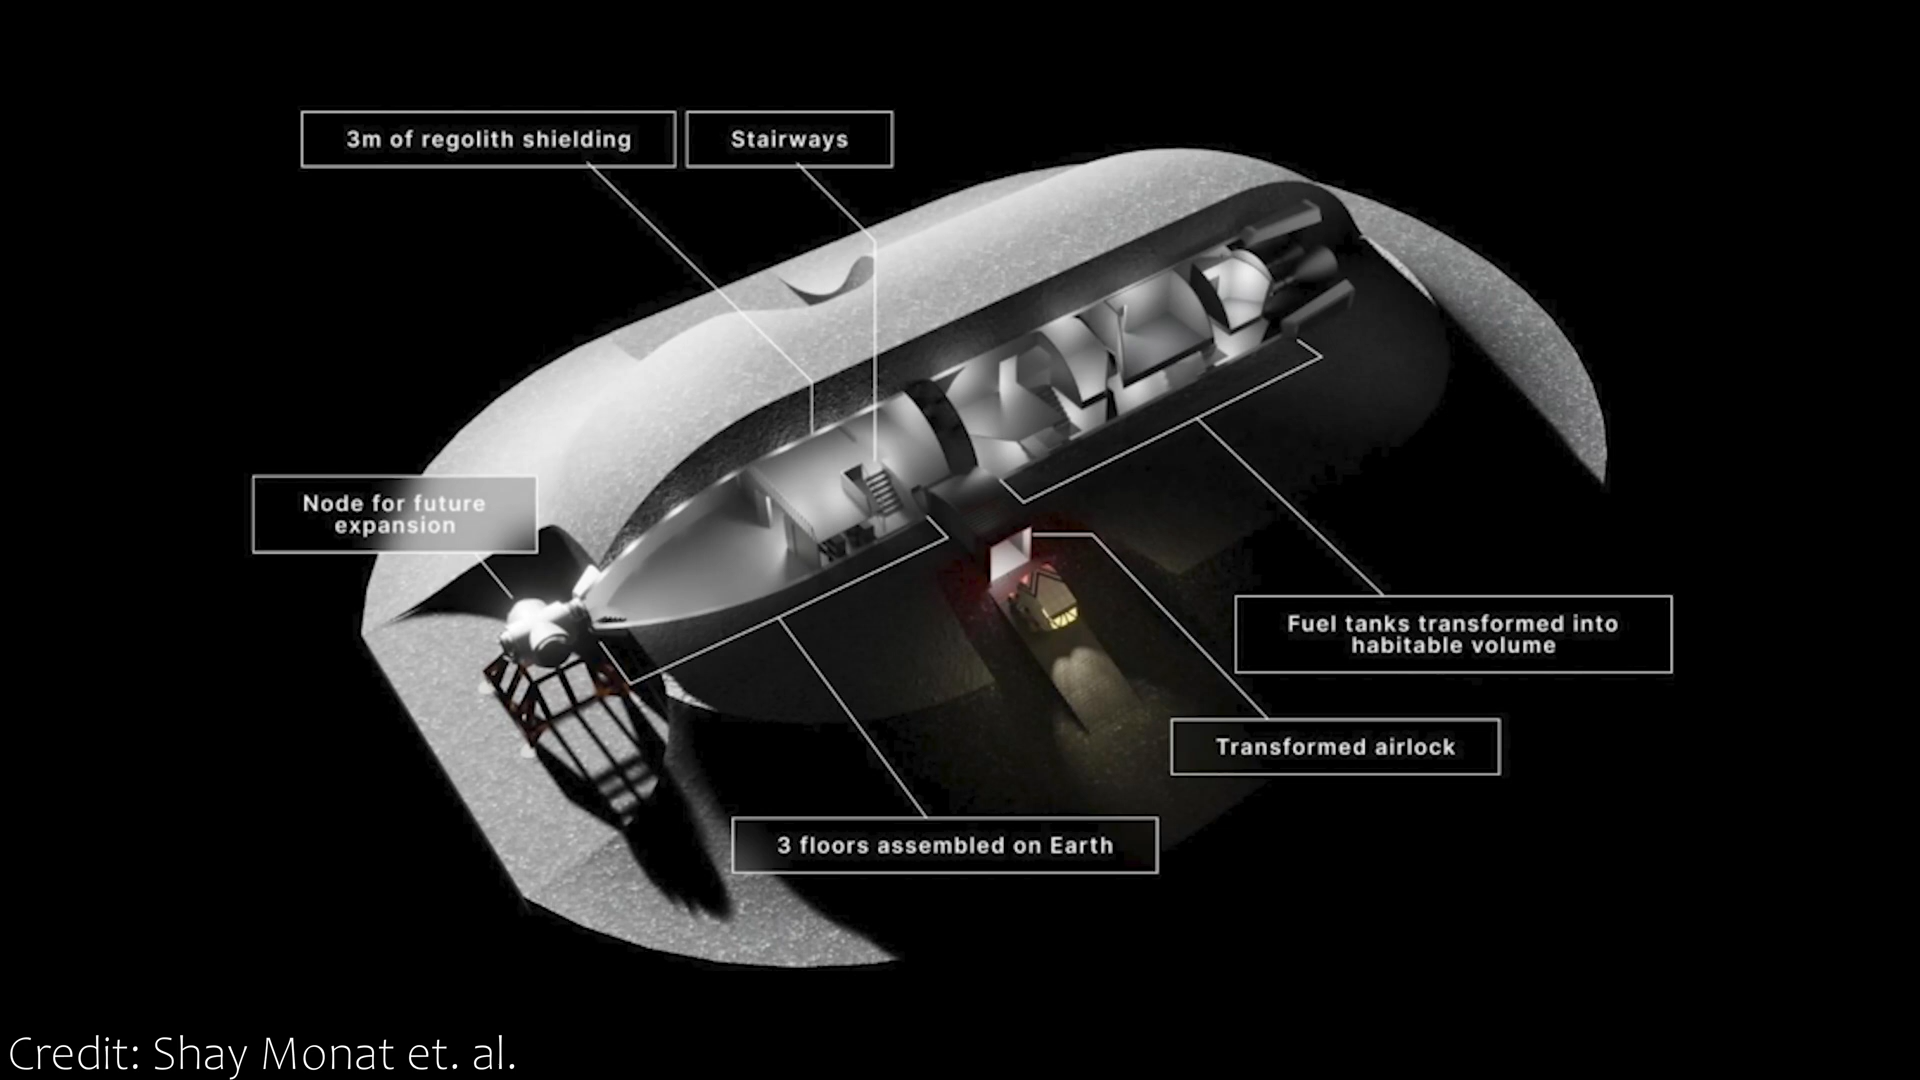 3m of regolith shielding
Stairways
Node for future
expansion
Fuel tanks transformed into
habitable volume
Transformed airlock
3 floors assembled on Earth
Credit: Shay Monat et. al.